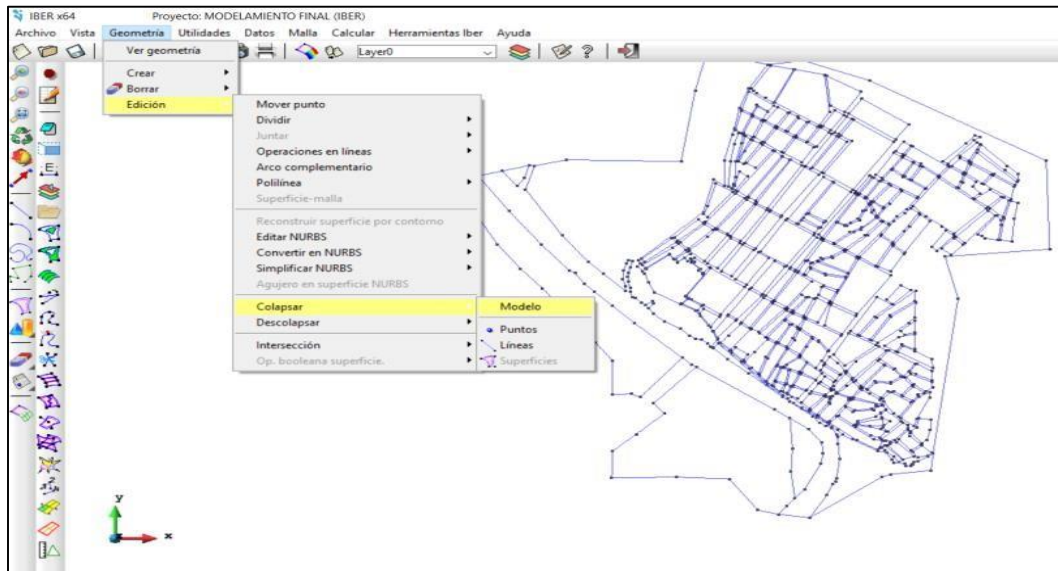 IBER x64 Proyecto: MODELAMIENTO FINAL (IBER)
Archivo Vista Geometría Utilidades Datos Malla Calcular Herramientas Iber Ayuda
Ver geometría
Layer0
Crear
Borrar
Edición
Mover punto
Dividir
Juntar
Operaciones en líneas
Arco complementario
Polilínea
Superficie-malla
Reconstruir superficie por contorno
Editar NURBS
Convertir en NURBS
Simplificar NURBS
Agujero en superficie NURBS
Colapsar
Descolapsar
Intersección
Op. booleana superficie.
Modelo
Puntos
Líneas
Superficies
y
x